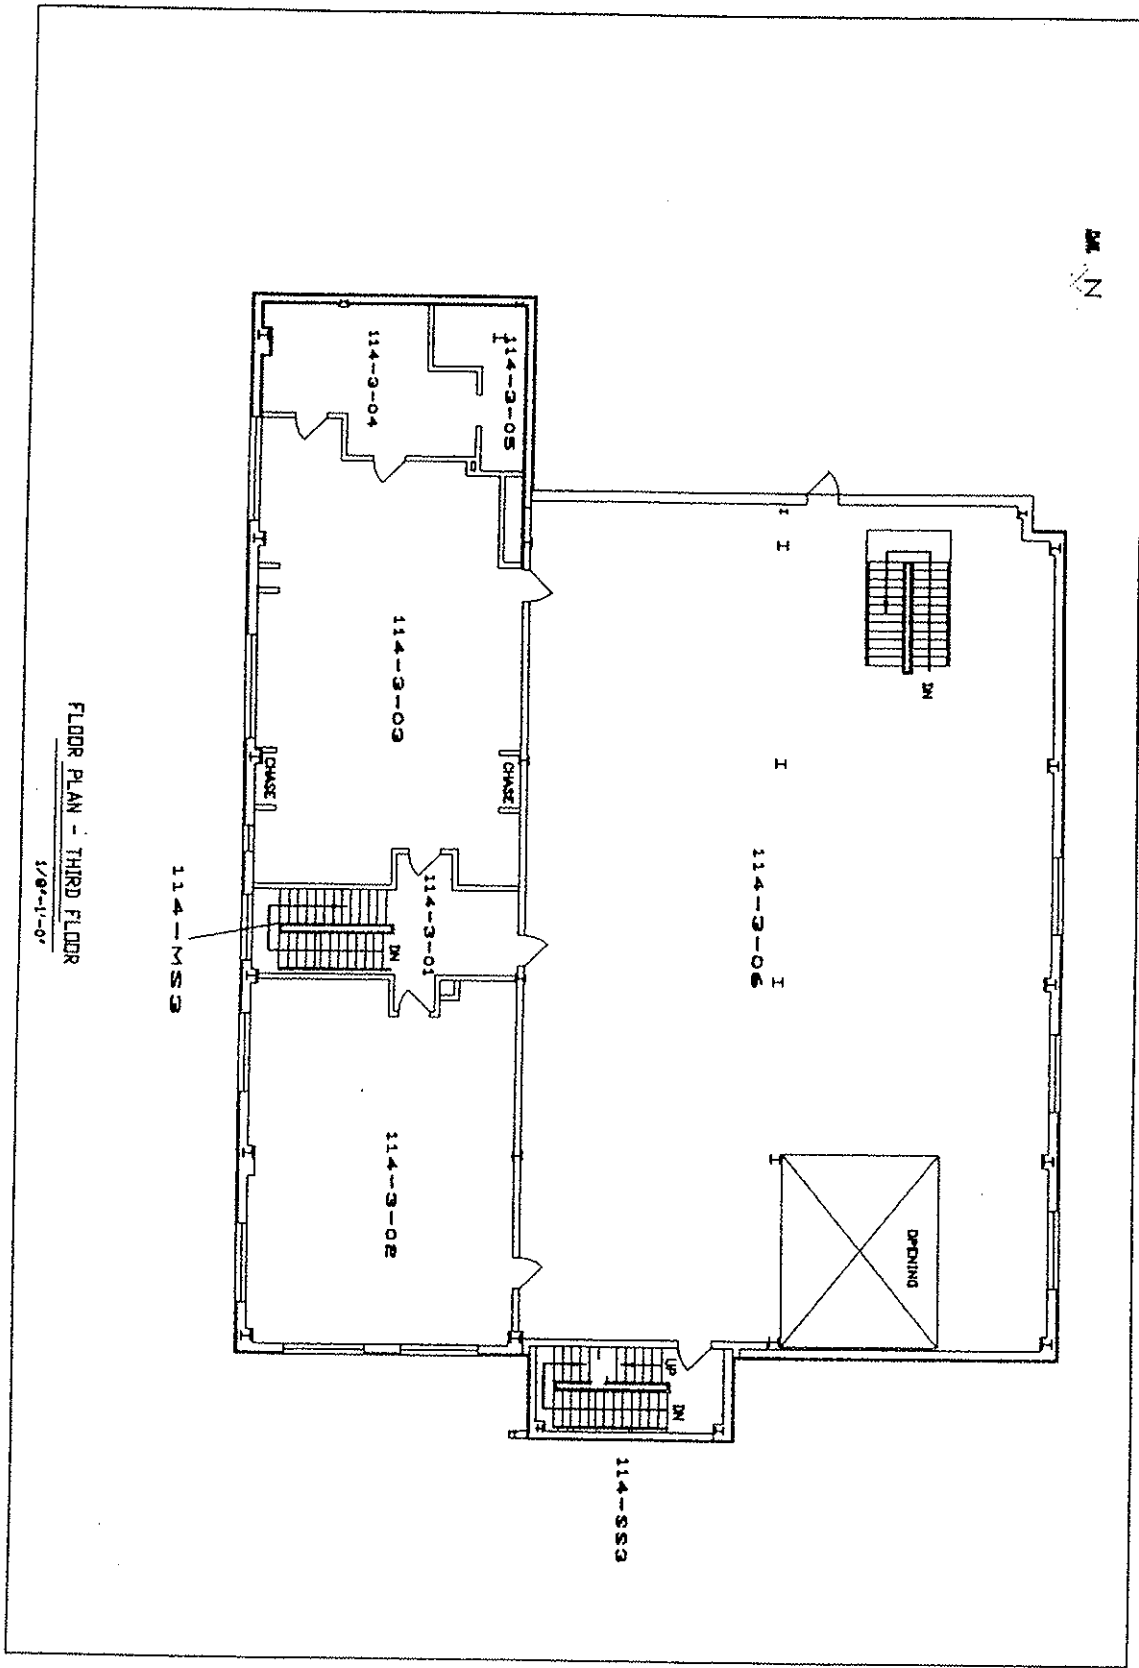 N
114-3-05
114-3-04
DN
114-3-03
CHASE
CHASE
114-3-06
114-3-01
DN
114-MS3
114-3-02
OPENING
UP
DN
114-SS3
FLOOR PLAN - THIRD FLOOR
1/8"=1'-0"